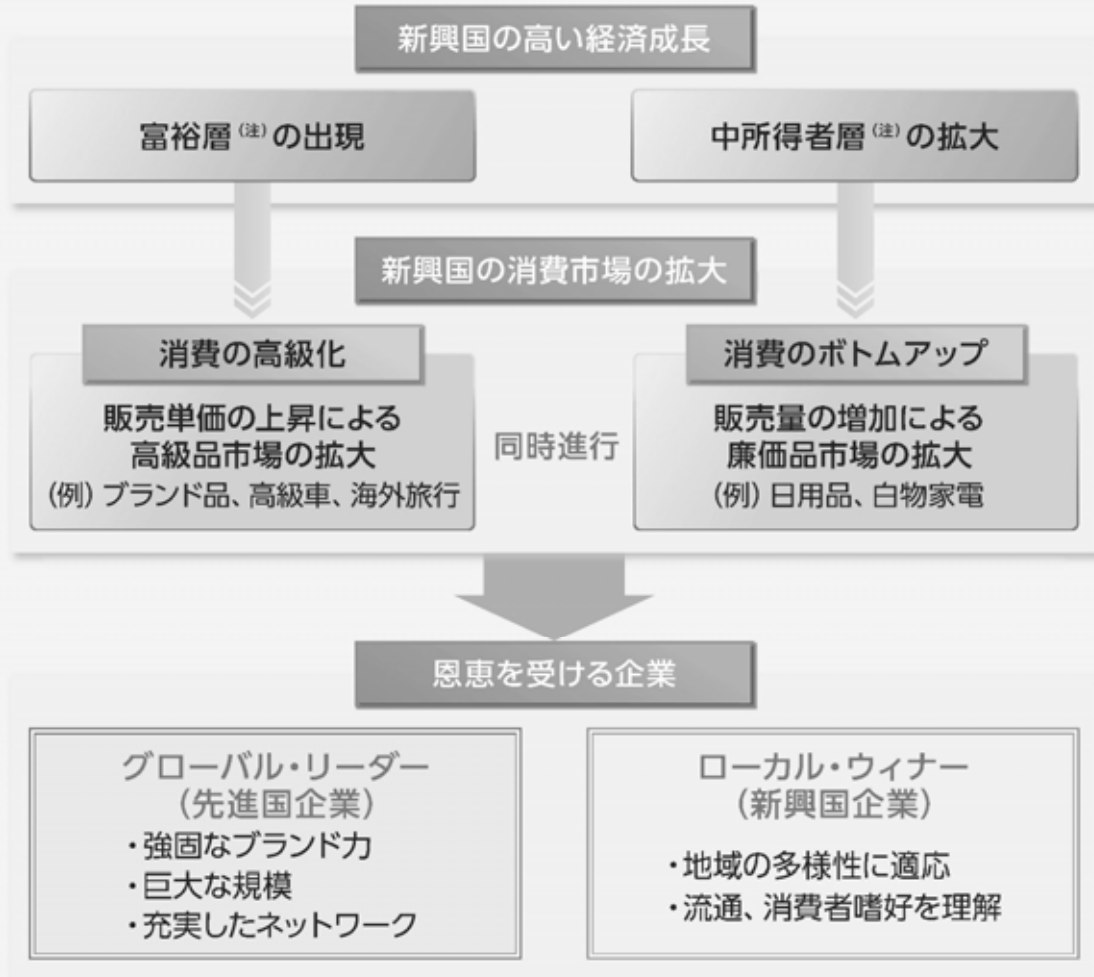 新興国の高い経済成長
富裕層(注)の出現
中所得者層(注)の拡大
新興国の消費市場の拡大
消費の高級化
販売単価の上昇による
高級品市場の拡大
(例)ブランド品、高級車、海外旅行
同時進行
消費のボトムアップ
販売量の増加による
廉価品市場の拡大
(例)日用品、白物家電
恩恵を受ける企業
グローバル・リーダー
(先進国企業)
・強固なブランド力
・巨大な規模
・充実したネットワーク
ローカル・ウィナー
(新興国企業)
・地域の多様性に適応
・流通、消費者嗜好を理解